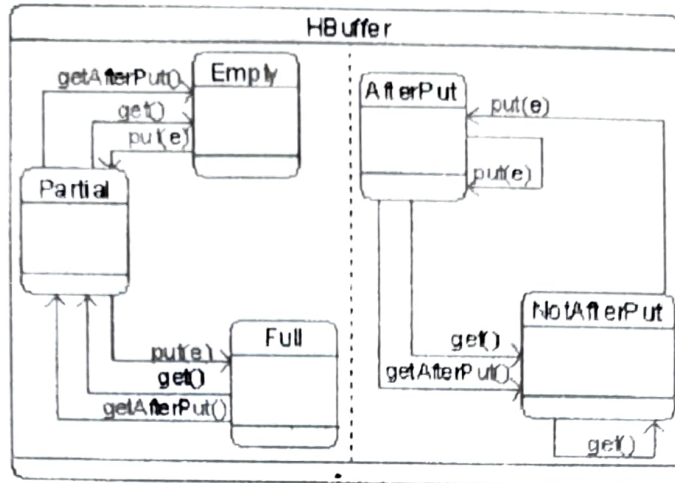 HBuffer
getAfterPut()
Empty
get()
put(e)
Partial
put(e)
Full
get()
getAfterPut()
AfterPut
put(e)
put(e)
NotAfterPut
get()
getAfterPut()
get()